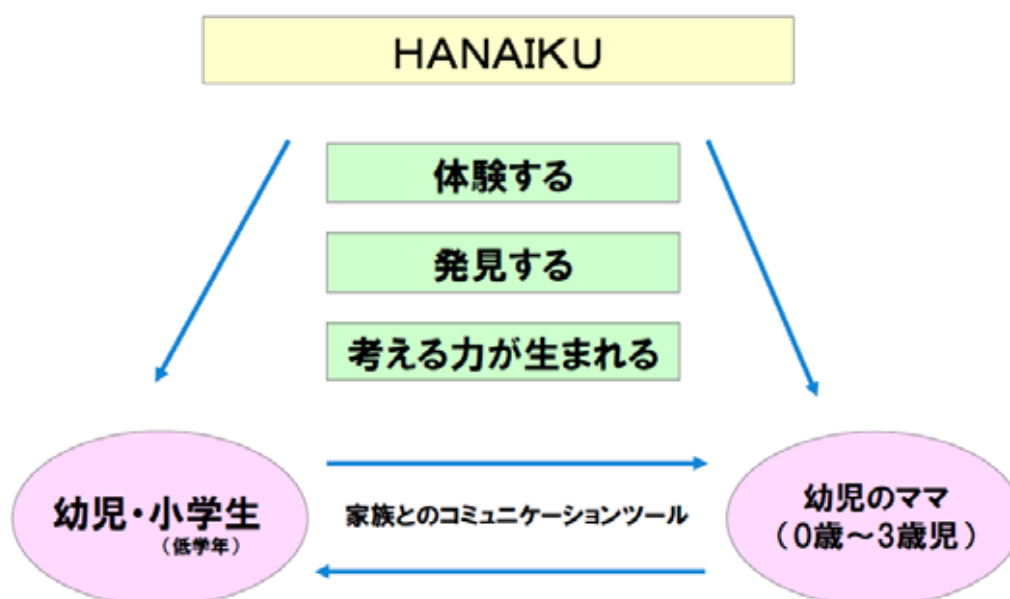 HANAIKU
体験する
発見する
考える力が生まれる
幼児・小学生
（低学年）
家族とのコミュニケーションツール
幼児のママ
（０歳～３歳児）